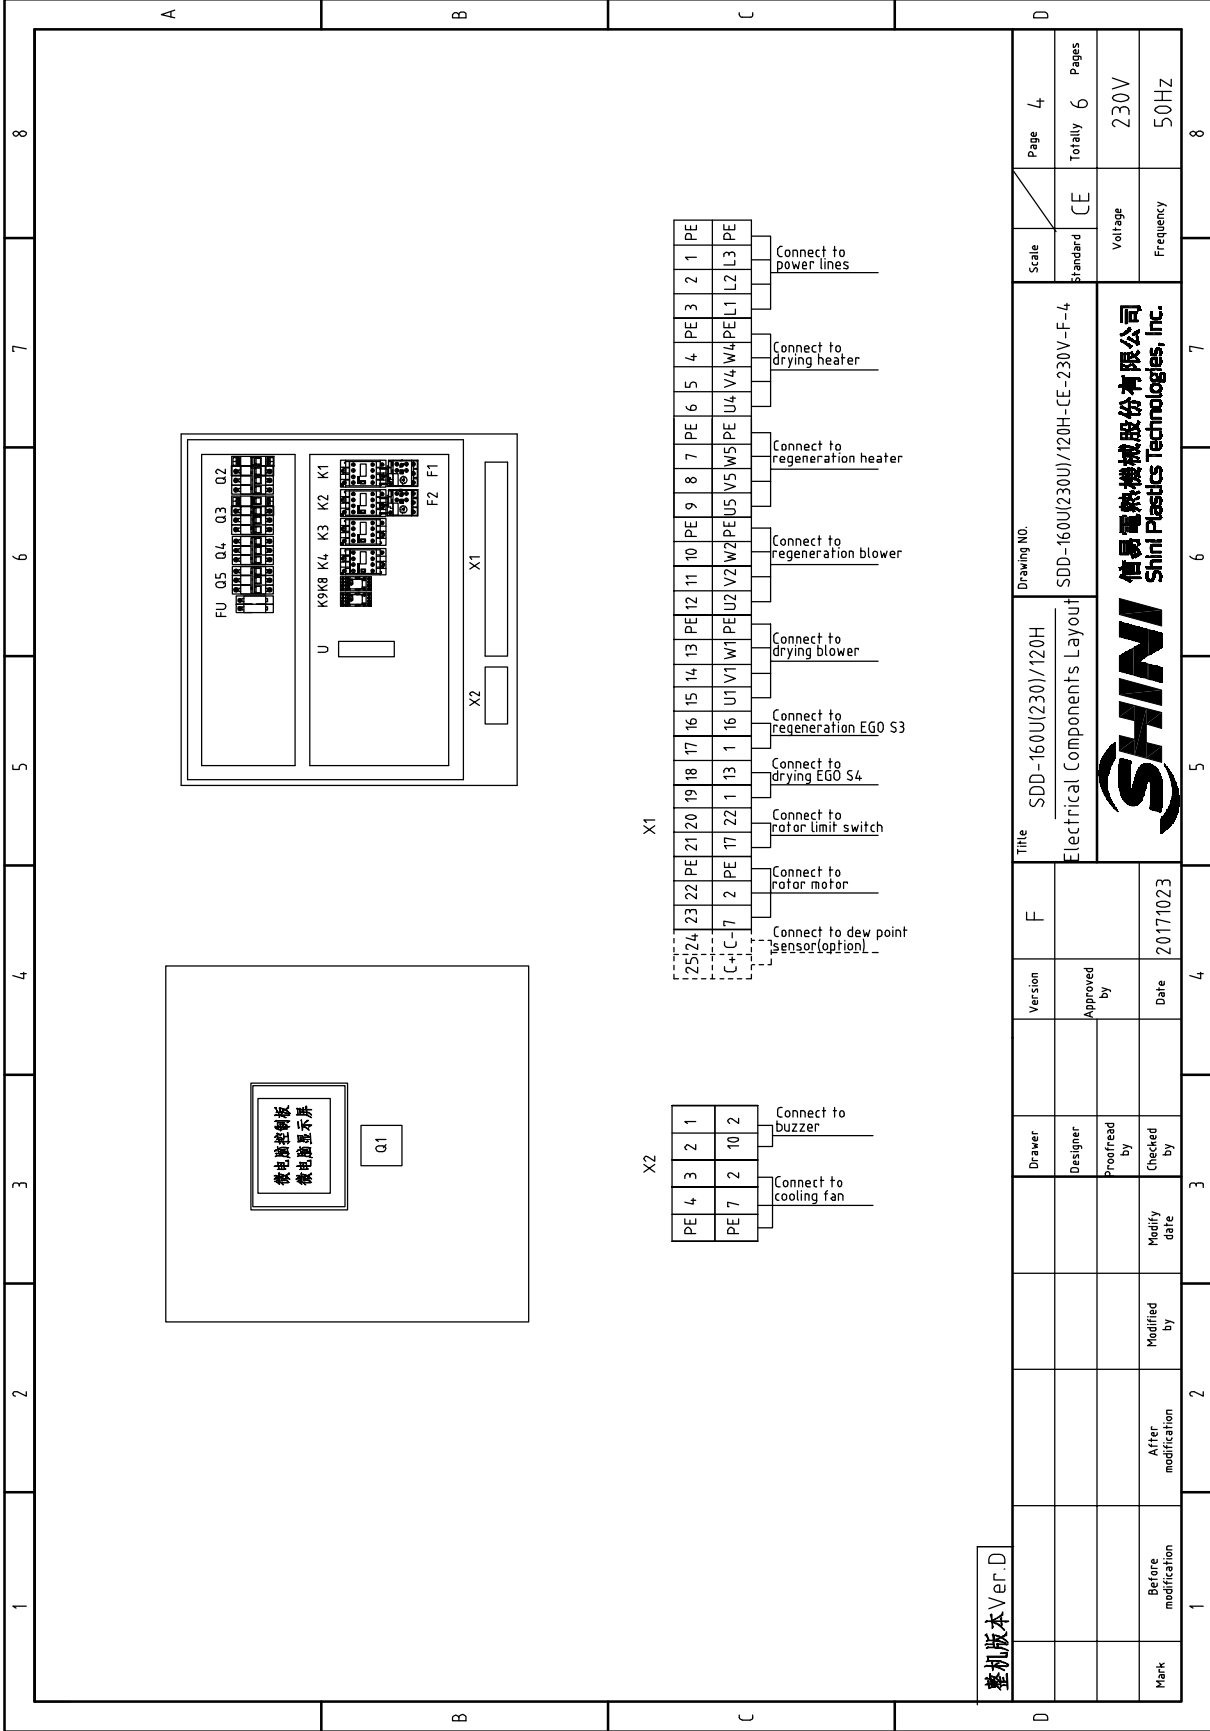 A
B
C
D
8
7
6
5
4
3
2
1
FU Q5 Q4 Q3 Q2
U K9K8 K4 K3 K2 K1
F2 F1
X2 X1
微电脑控制板
微电脑显示屏
Q1
X1
25 24 23 22 PE 21 20 19 18 17 16 15 14 13 PE 12 11 10 PE 9 8 7 PE 6 5 4 PE 3 2 1 PE
C+ C- 7 2 PE 17 22 1 13 1 16 U1 V1 W1 PE U2 V2 W2 PE U5 V5 W5 PE U4 V4 W4 PE L1 L2 L3 PE
Connect to dew point
sensor(option)
Connect to
rotor motor
Connect to
rotor limit switch
Connect to
drying EGO S4
Connect to
regeneration EGO S3
Connect to
drying blower
Connect to
regeneration blower
Connect to
regeneration heater
Connect to
drying heater
Connect to
power lines
X2
PE 4 3 2 1
PE 7 2 10 2
Connect to
cooling fan
Connect to
buzzer
整机版本Ver.D
Mark
Before
modification
After
modification
Modified
by
Modify
date
Drawer
Designer
Proofread
by
Checked
by
Version
F
Approved
by
Date
20171023
Title
SDD-160U(230)/120H
Electrical Components Layout
Drawing NO.
SDD-160U(230U)/120H-CE-230V-F-4
SHINI
信易電熱機械股份有限公司
Shini Plastics Technologies, Inc.
Scale
Page 4
Standard CE
Totally 6 Pages
Voltage
230V
Frequency
50Hz
1
2
3
4
5
6
7
8
B
C
D